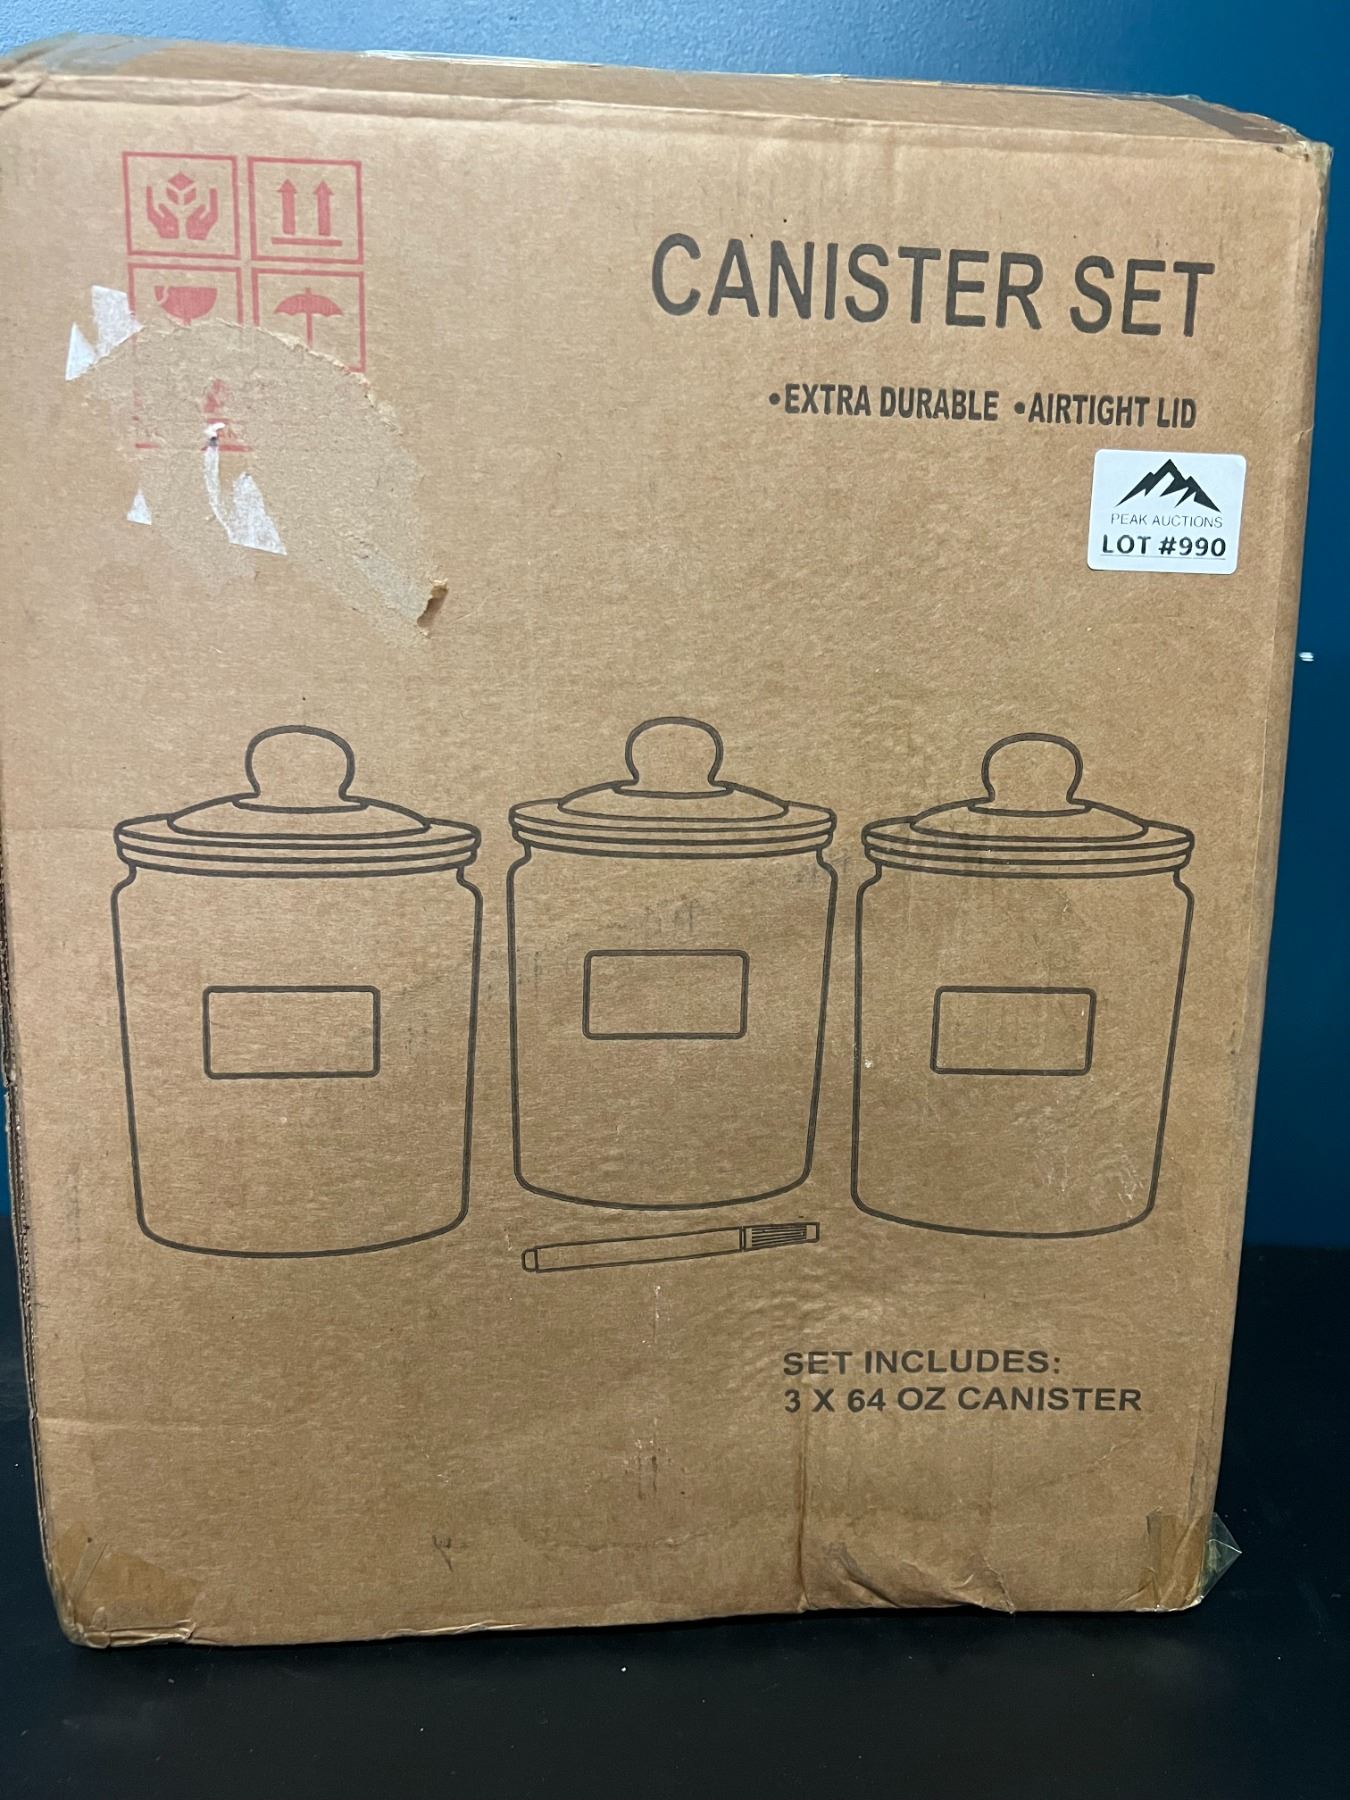 CANISTER SET
•EXTRA DURABLE •AIRTIGHT LID
PEAK AUCTIONS
LOT #990
SET INCLUDES:
3 X 64 OZ CANISTER